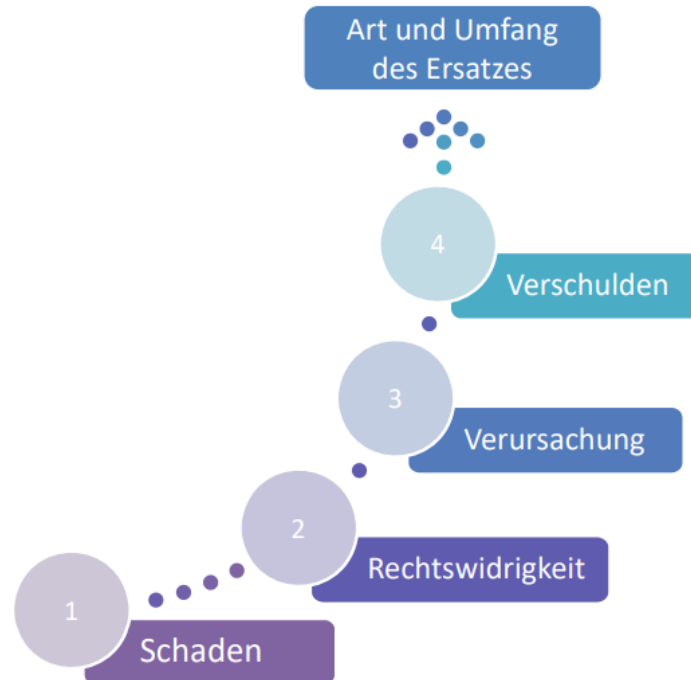 Art und Umfang
des Ersatzes
4
Verschulden
3
Verursachung
2
Rechtswidrigkeit
1
Schaden